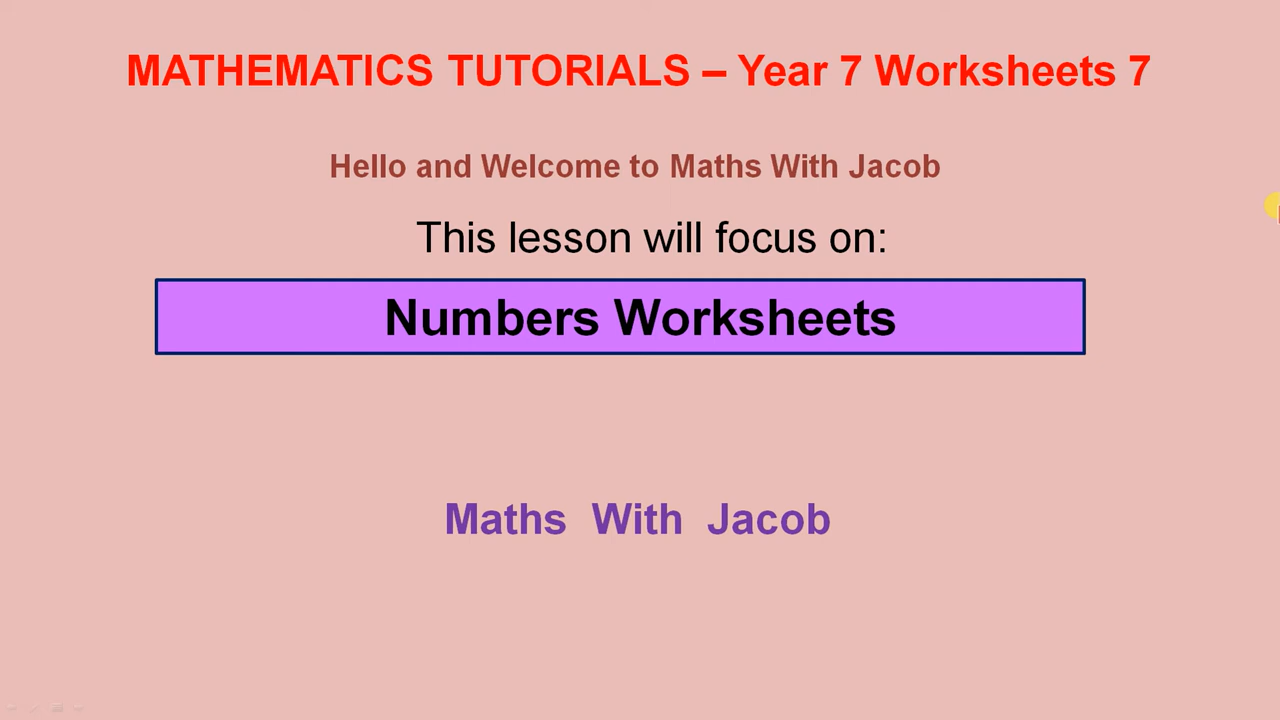 MATHEMATICS TUTORIALS – Year 7 Worksheets 7
Hello and Welcome to Maths With Jacob
This lesson will focus on:
Numbers Worksheets
Maths With Jacob